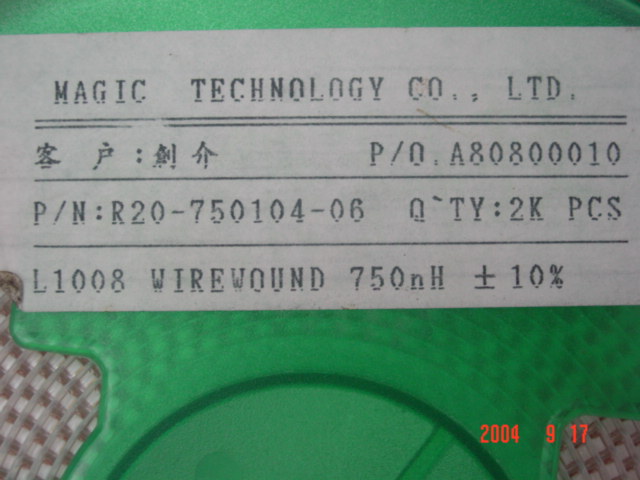 MAGIC TECHNOLOGY CO., LTD.
客 户:創介 P/O.A80800010
P/N:R20-750104-06 Q`TY:2K PCS
L1008 WIREWOUND 750nH ± 10%
2004 9 17